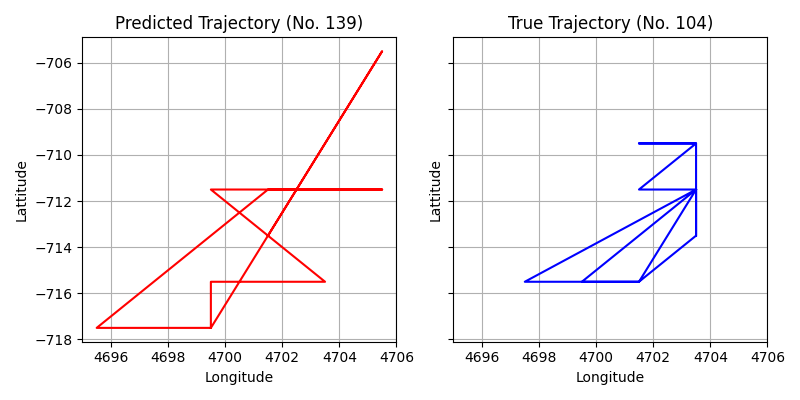 Predicted Trajectory (No. 139)
True Trajectory (No. 104)
Lattitude
−706
−708
−710
−712
−714
−716
−718
4696 4698 4700 4702 4704 4706
Longitude
Lattitude
4696 4698 4700 4702 4704 4706
Longitude